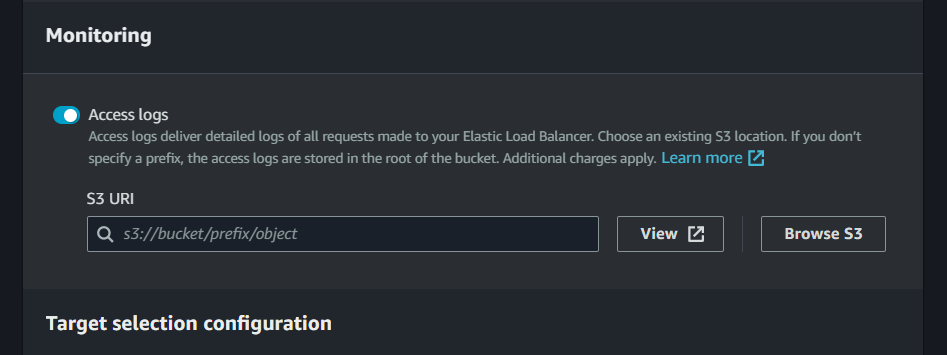 Monitoring
Access logs
Access logs deliver detailed logs of all requests made to your Elastic Load Balancer. Choose an existing S3 location. If you don’t
specify a prefix, the access logs are stored in the root of the bucket. Additional charges apply. Learn more
S3 URI
s3://bucket/prefix/object View Browse S3
Target selection configuration